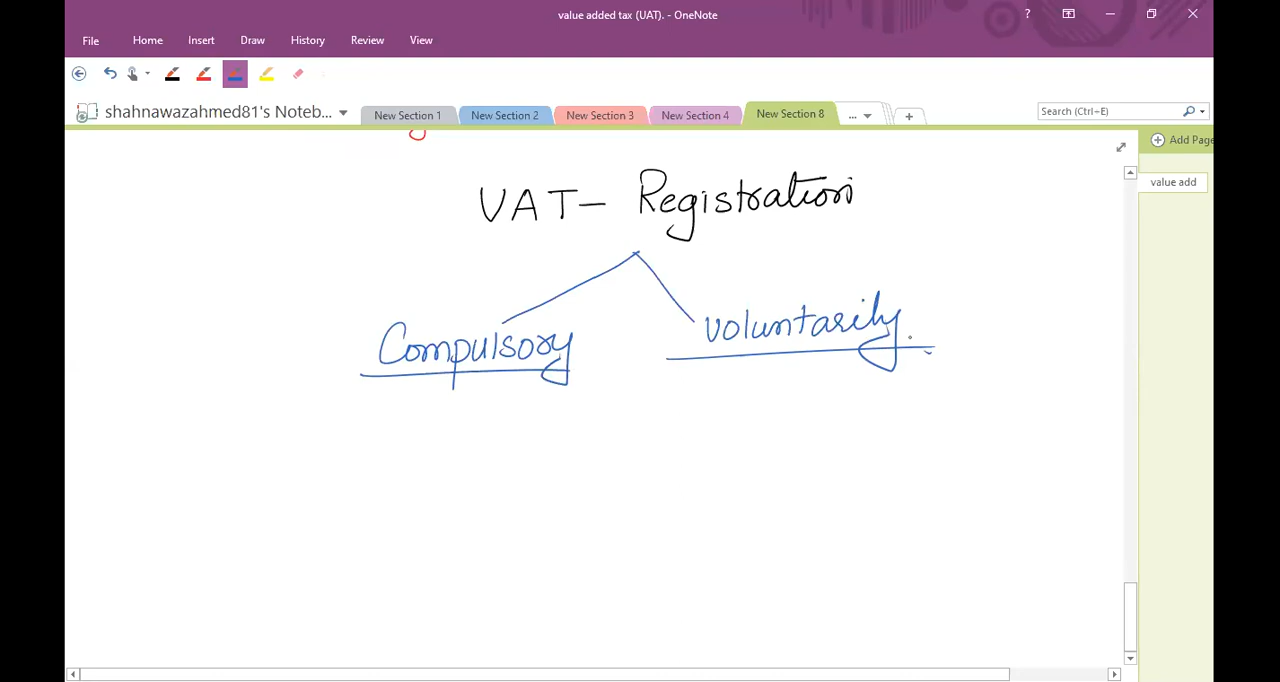 value added tax (UAT). - OneNote
?
File Home Insert Draw History Review View
shahnawazahmed81's Noteb... New Section 1 New Section 2 New Section 3 New Section 4 New Section 8 ... + Search (Ctrl+E)
+ Add Page
value add
VAT- Registration
Compulsory voluntarily.